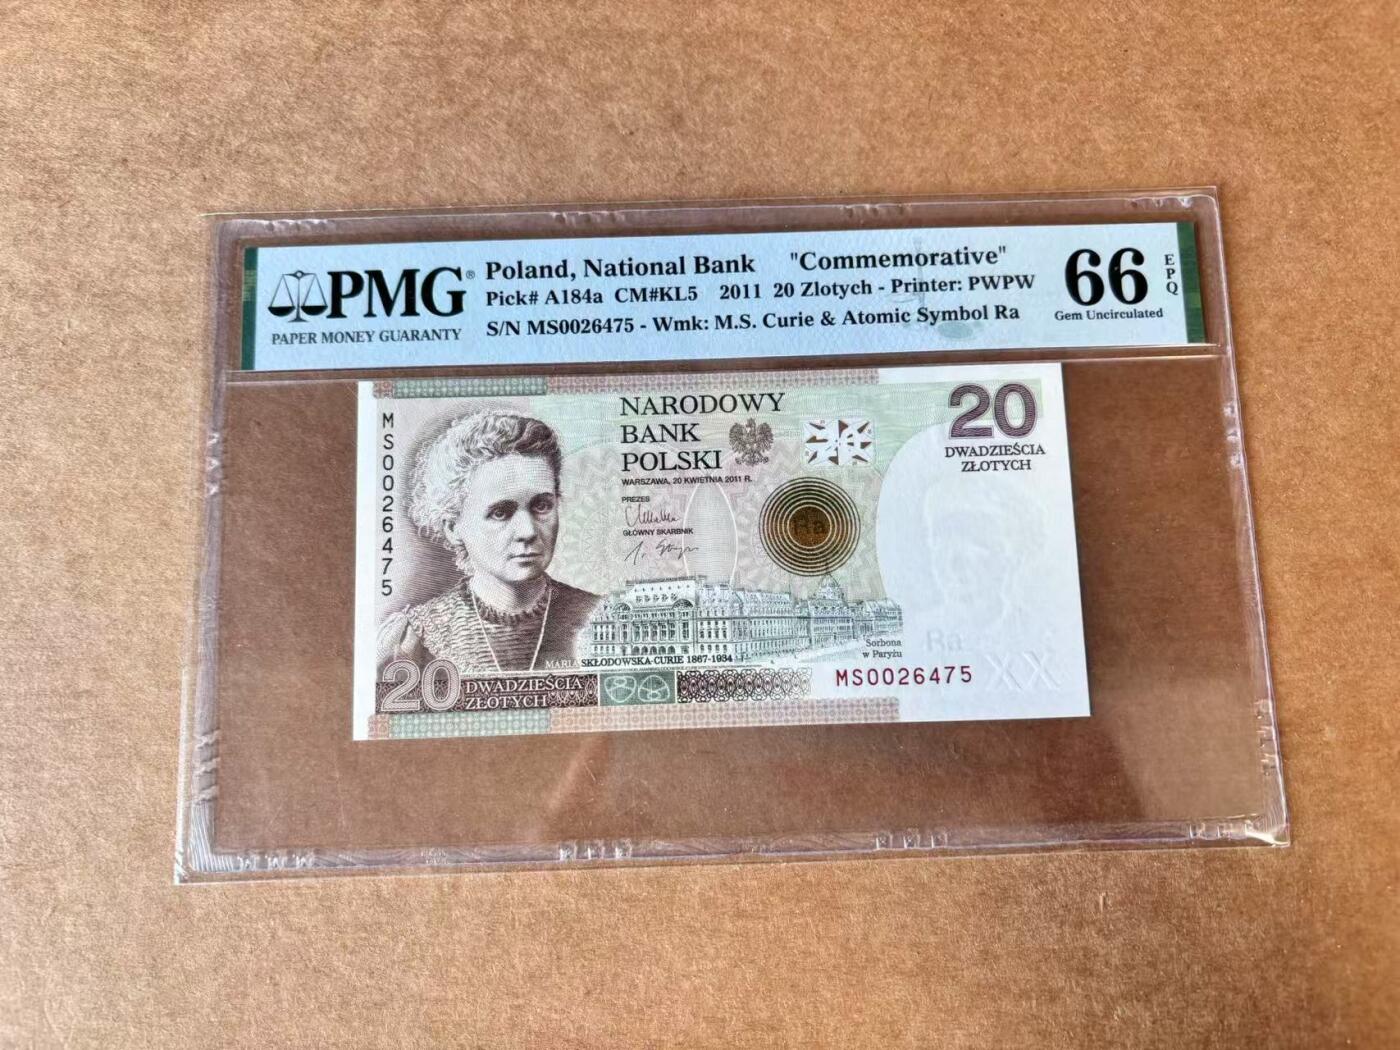 PMG®
PAPER MONEY GUARANTY
Poland, National Bank "Commemorative"
Pick# A184a CM#KL5 2011 20 Zlotych - Printer: PWPW
S/N MS0026475 - Wmk: M.S. Curie & Atomic Symbol Ra
66
EPQ
Gem Uncirculated
MS0026475
NARODOWY
BANK
POLSKI
WARSZAWA, 20 KWIETNIA 2011 R.
PREZES
GŁÓWNY SKARBNIK
Ra
20
DWADZIEŚCIA
ZŁOTYCH
Ra
Sorbona
w Paryżu
MARIA SKŁODOWSKA-CURIE 1867-1934
20 DWADZIEŚCIA
ZŁOTYCH
MS0026475
XX